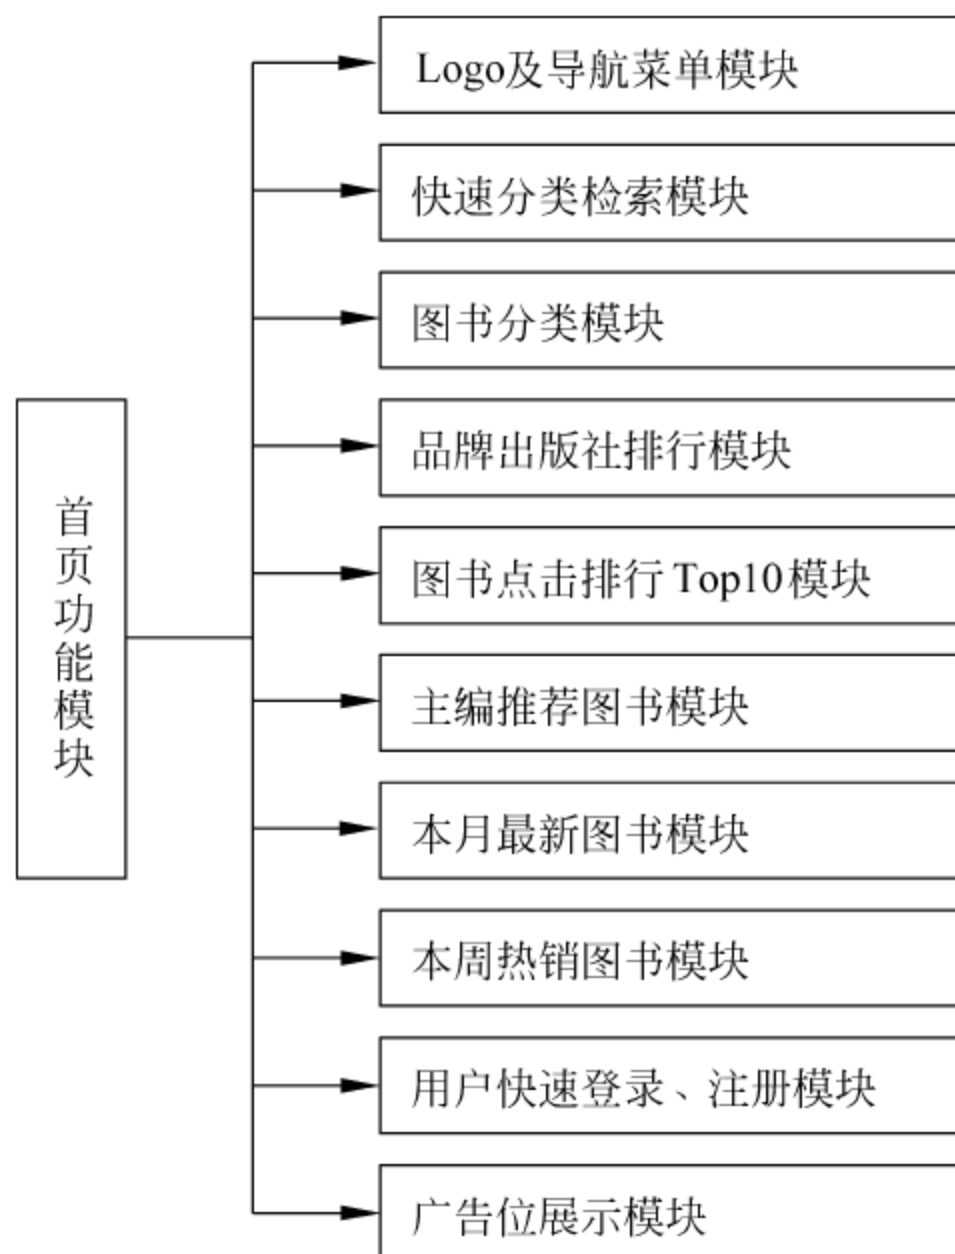 首页功能模块
Logo及导航菜单模块
快速分类检索模块
图书分类模块
品牌出版社排行模块
图书点击排行 Top10模块
主编推荐图书模块
本月最新图书模块
本周热销图书模块
用户快速登录、注册模块
广告位展示模块